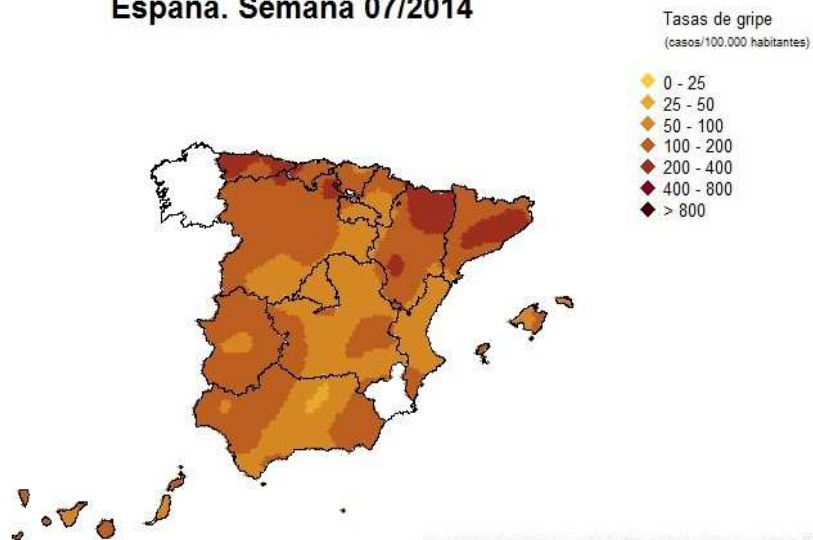 España. Semana 07/2014
Tasas de gripe
(casos/100.000 habitantes)
0 - 25
25 - 50
50 - 100
100 - 200
200 - 400
400 - 800
> 800